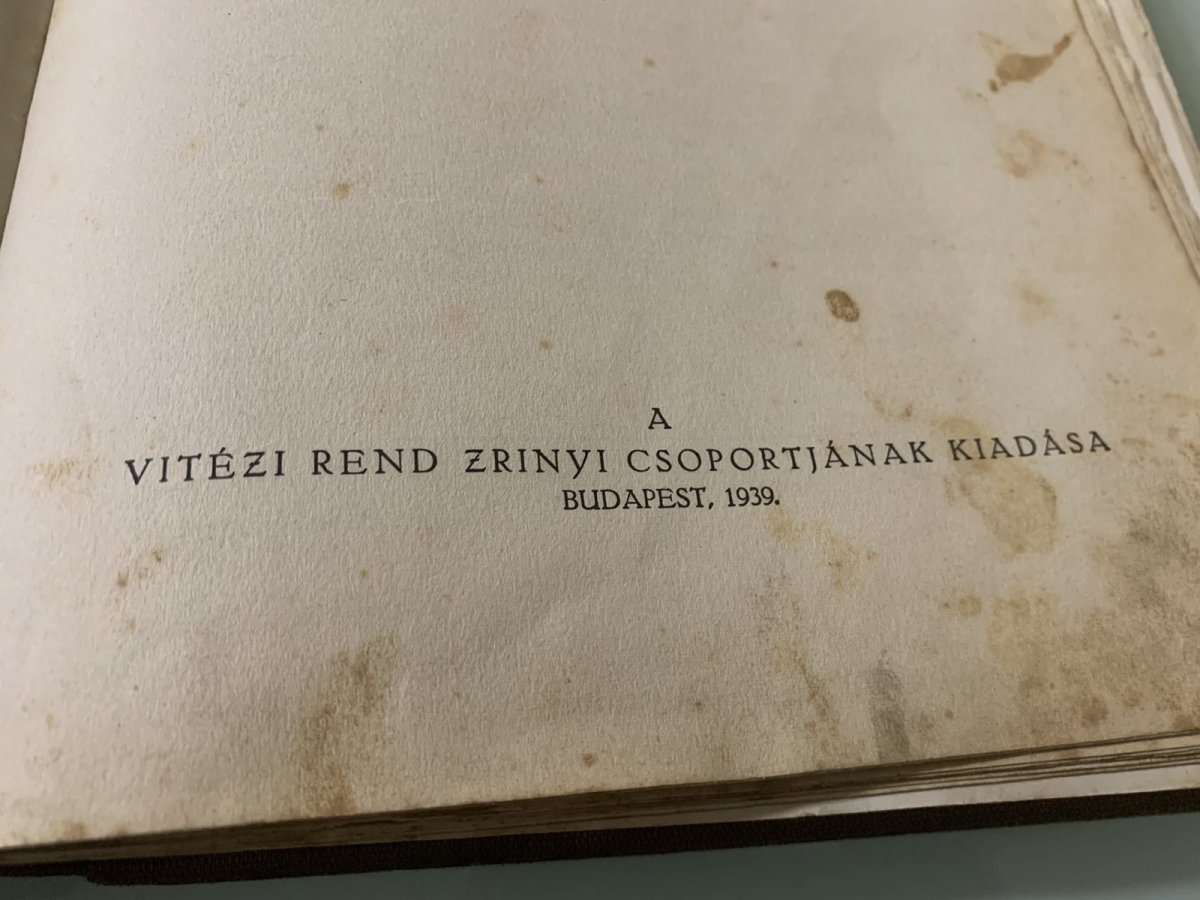 A
VITÉZI REND ZRINYI CSOPORTJÁNAK KIADÁSA
BUDAPEST, 1939.